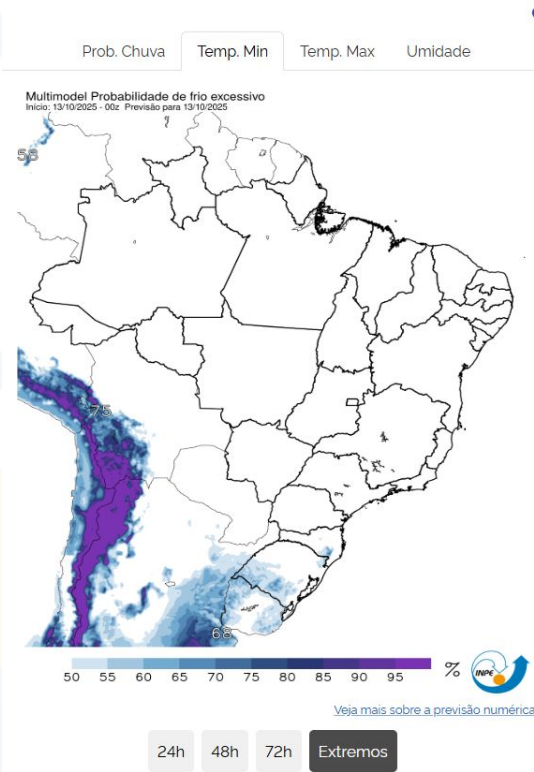 Prob. Chuva Temp. Min Temp. Max Umidade
Multimodel Probabilidade de frio excessivo
Início: 13/10/2025 - 00z Previsão para 13/10/2025
58
75
68
50 55 60 65 70 75 80 85 90 95 %
INPE
Veja mais sobre a previsão numérica
24h 48h 72h Extremos